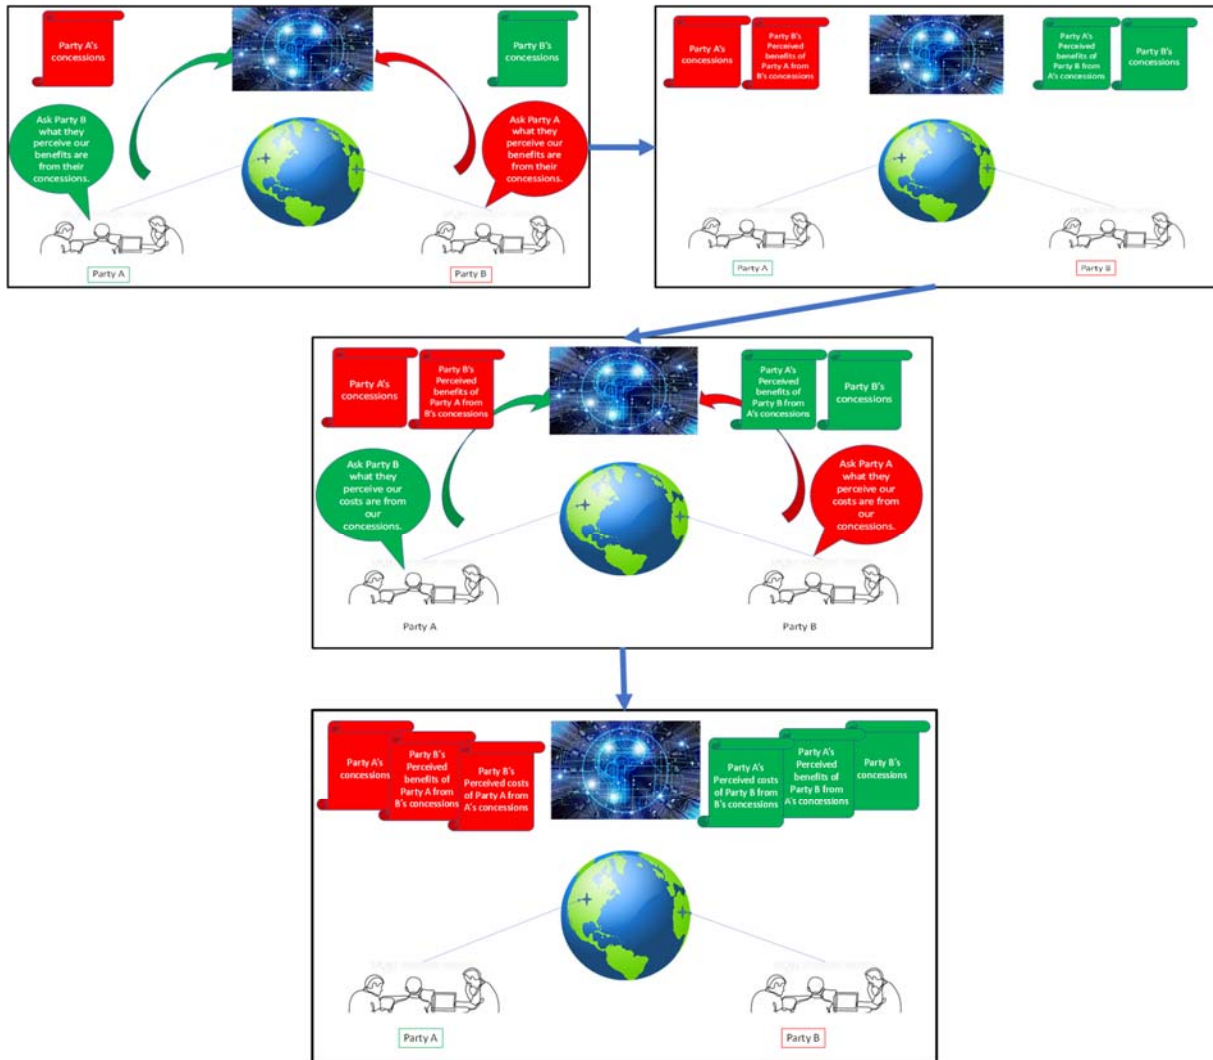 Party A's
concessions
Party B's
concessions
Ask Party B
what they
perceive our
benefits are
from their
concessions.
Ask Party A
what they
perceive our
benefits are
from their
concessions.
Party A
Party B
Party A's
concessions
Party B's
Perceived
benefits of
Party A from
B's concessions
Party A's
Perceived
benefits of
Party B from
A's concessions
Party B's
concessions
Party A
Party B
Party A's
concessions
Party B's
Perceived
benefits of
Party A from
B's concessions
Party A's
Perceived
benefits of
Party B from
A's concessions
Party B's
concessions
Ask Party B
what they
perceive our
costs are from
our
concessions.
Ask Party A
what they
perceive our
costs are from
our
concessions.
Party A
Party B
Party A's
concessions
Party B's
Perceived
benefits of
Party A from
B's concessions
Party B's
Perceived costs
of Party A from
A's concessions
Party A's
Perceived costs
of Party B from
B's concessions
Party A's
Perceived
benefits of
Party B from
A's concessions
Party B's
concessions
Party A
Party B